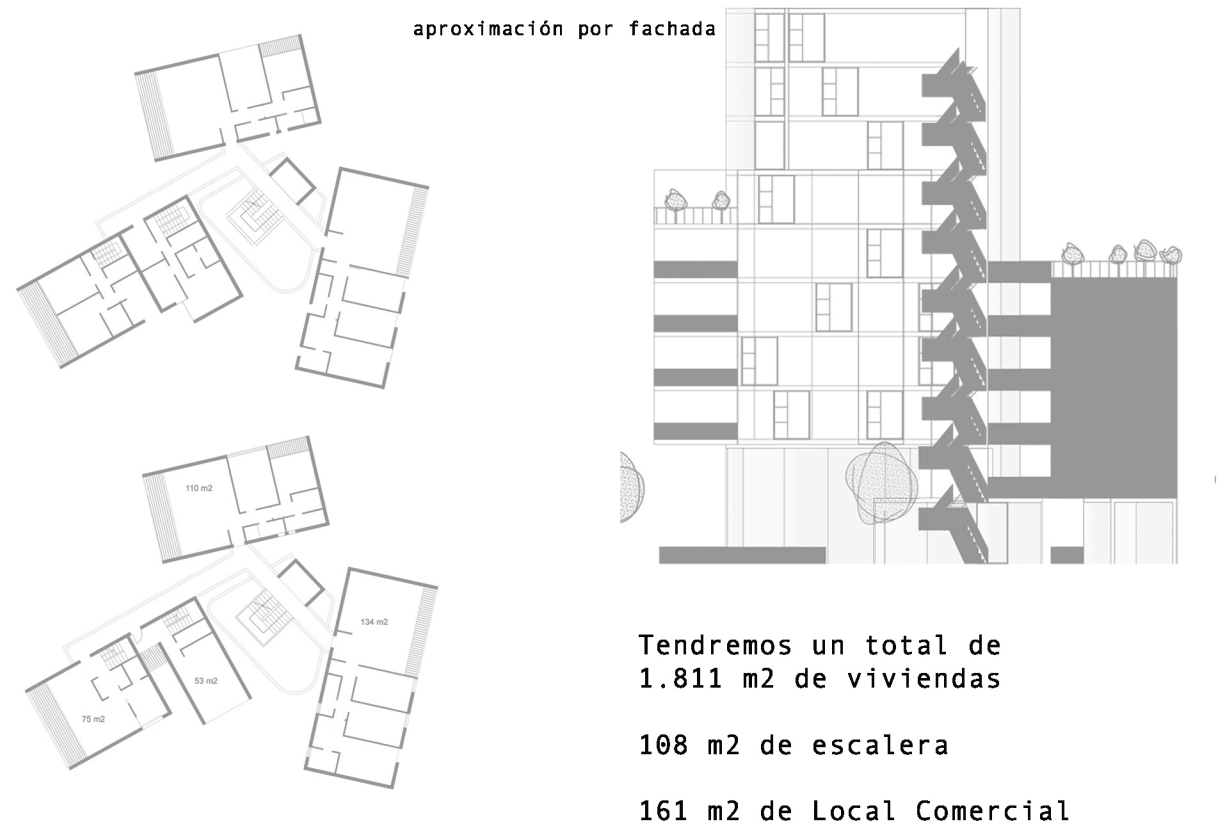 aproximación por fachada
110 m2
134 m2
53 m2
75 m2
Tendremos un total de
1.811 m2 de viviendas
108 m2 de escalera
161 m2 de Local Comercial